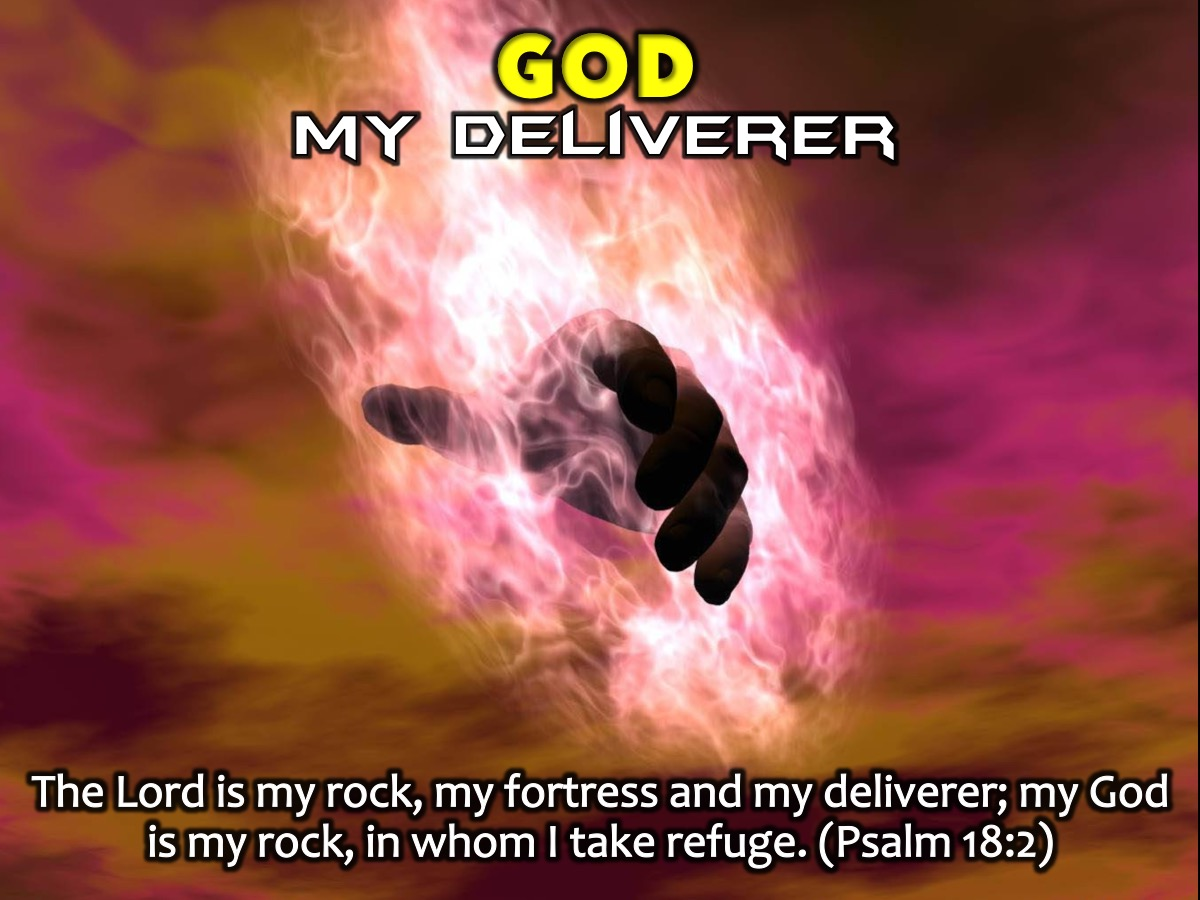 GOD
MY DELIVERER
The Lord is my rock, my fortress and my deliverer; my God
is my rock, in whom I take refuge. (Psalm 18:2)